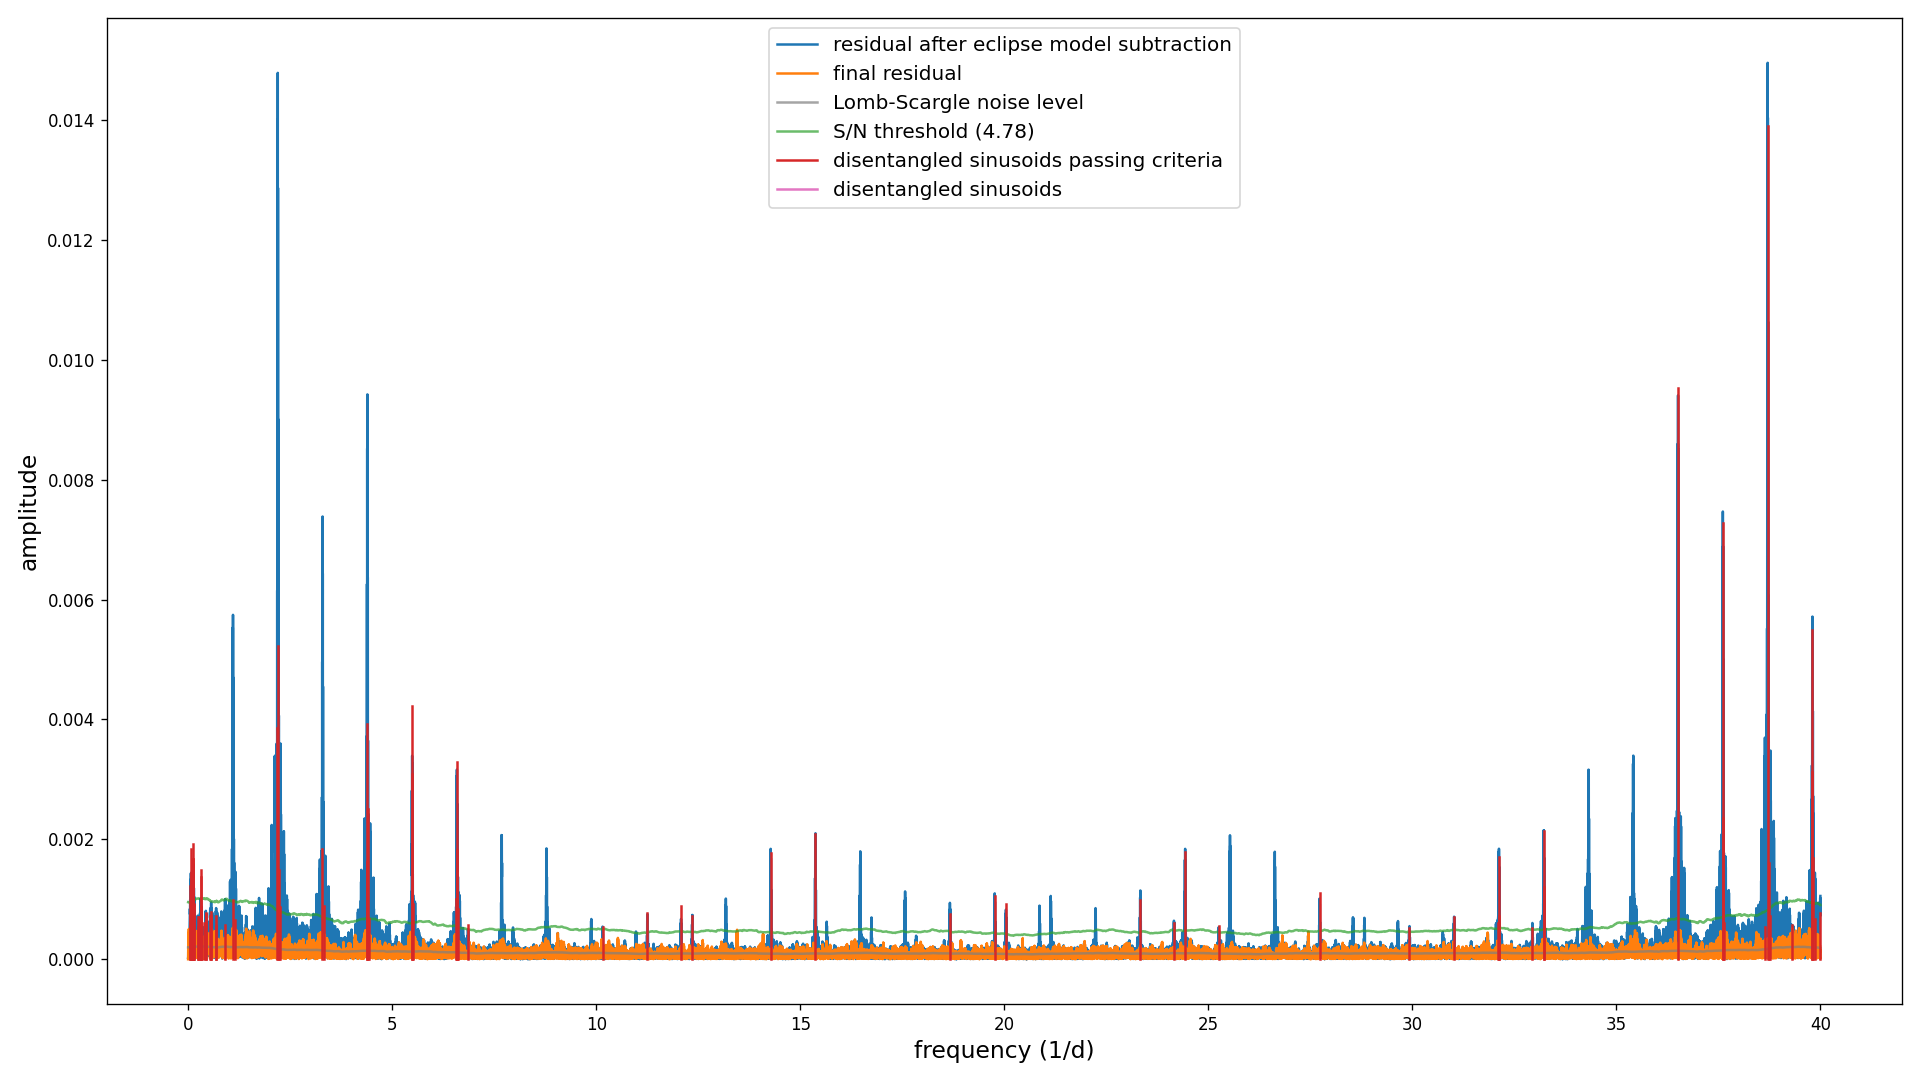 residual after eclipse model subtraction
final residual
Lomb-Scargle noise level
S/N threshold (4.78)
disentangled sinusoids passing criteria
disentangled sinusoids
0.014
0.012
0.010
0.008
0.006
0.004
0.002
0.000
amplitude
0 5 10 15 20 25 30 35 40
frequency (1/d)